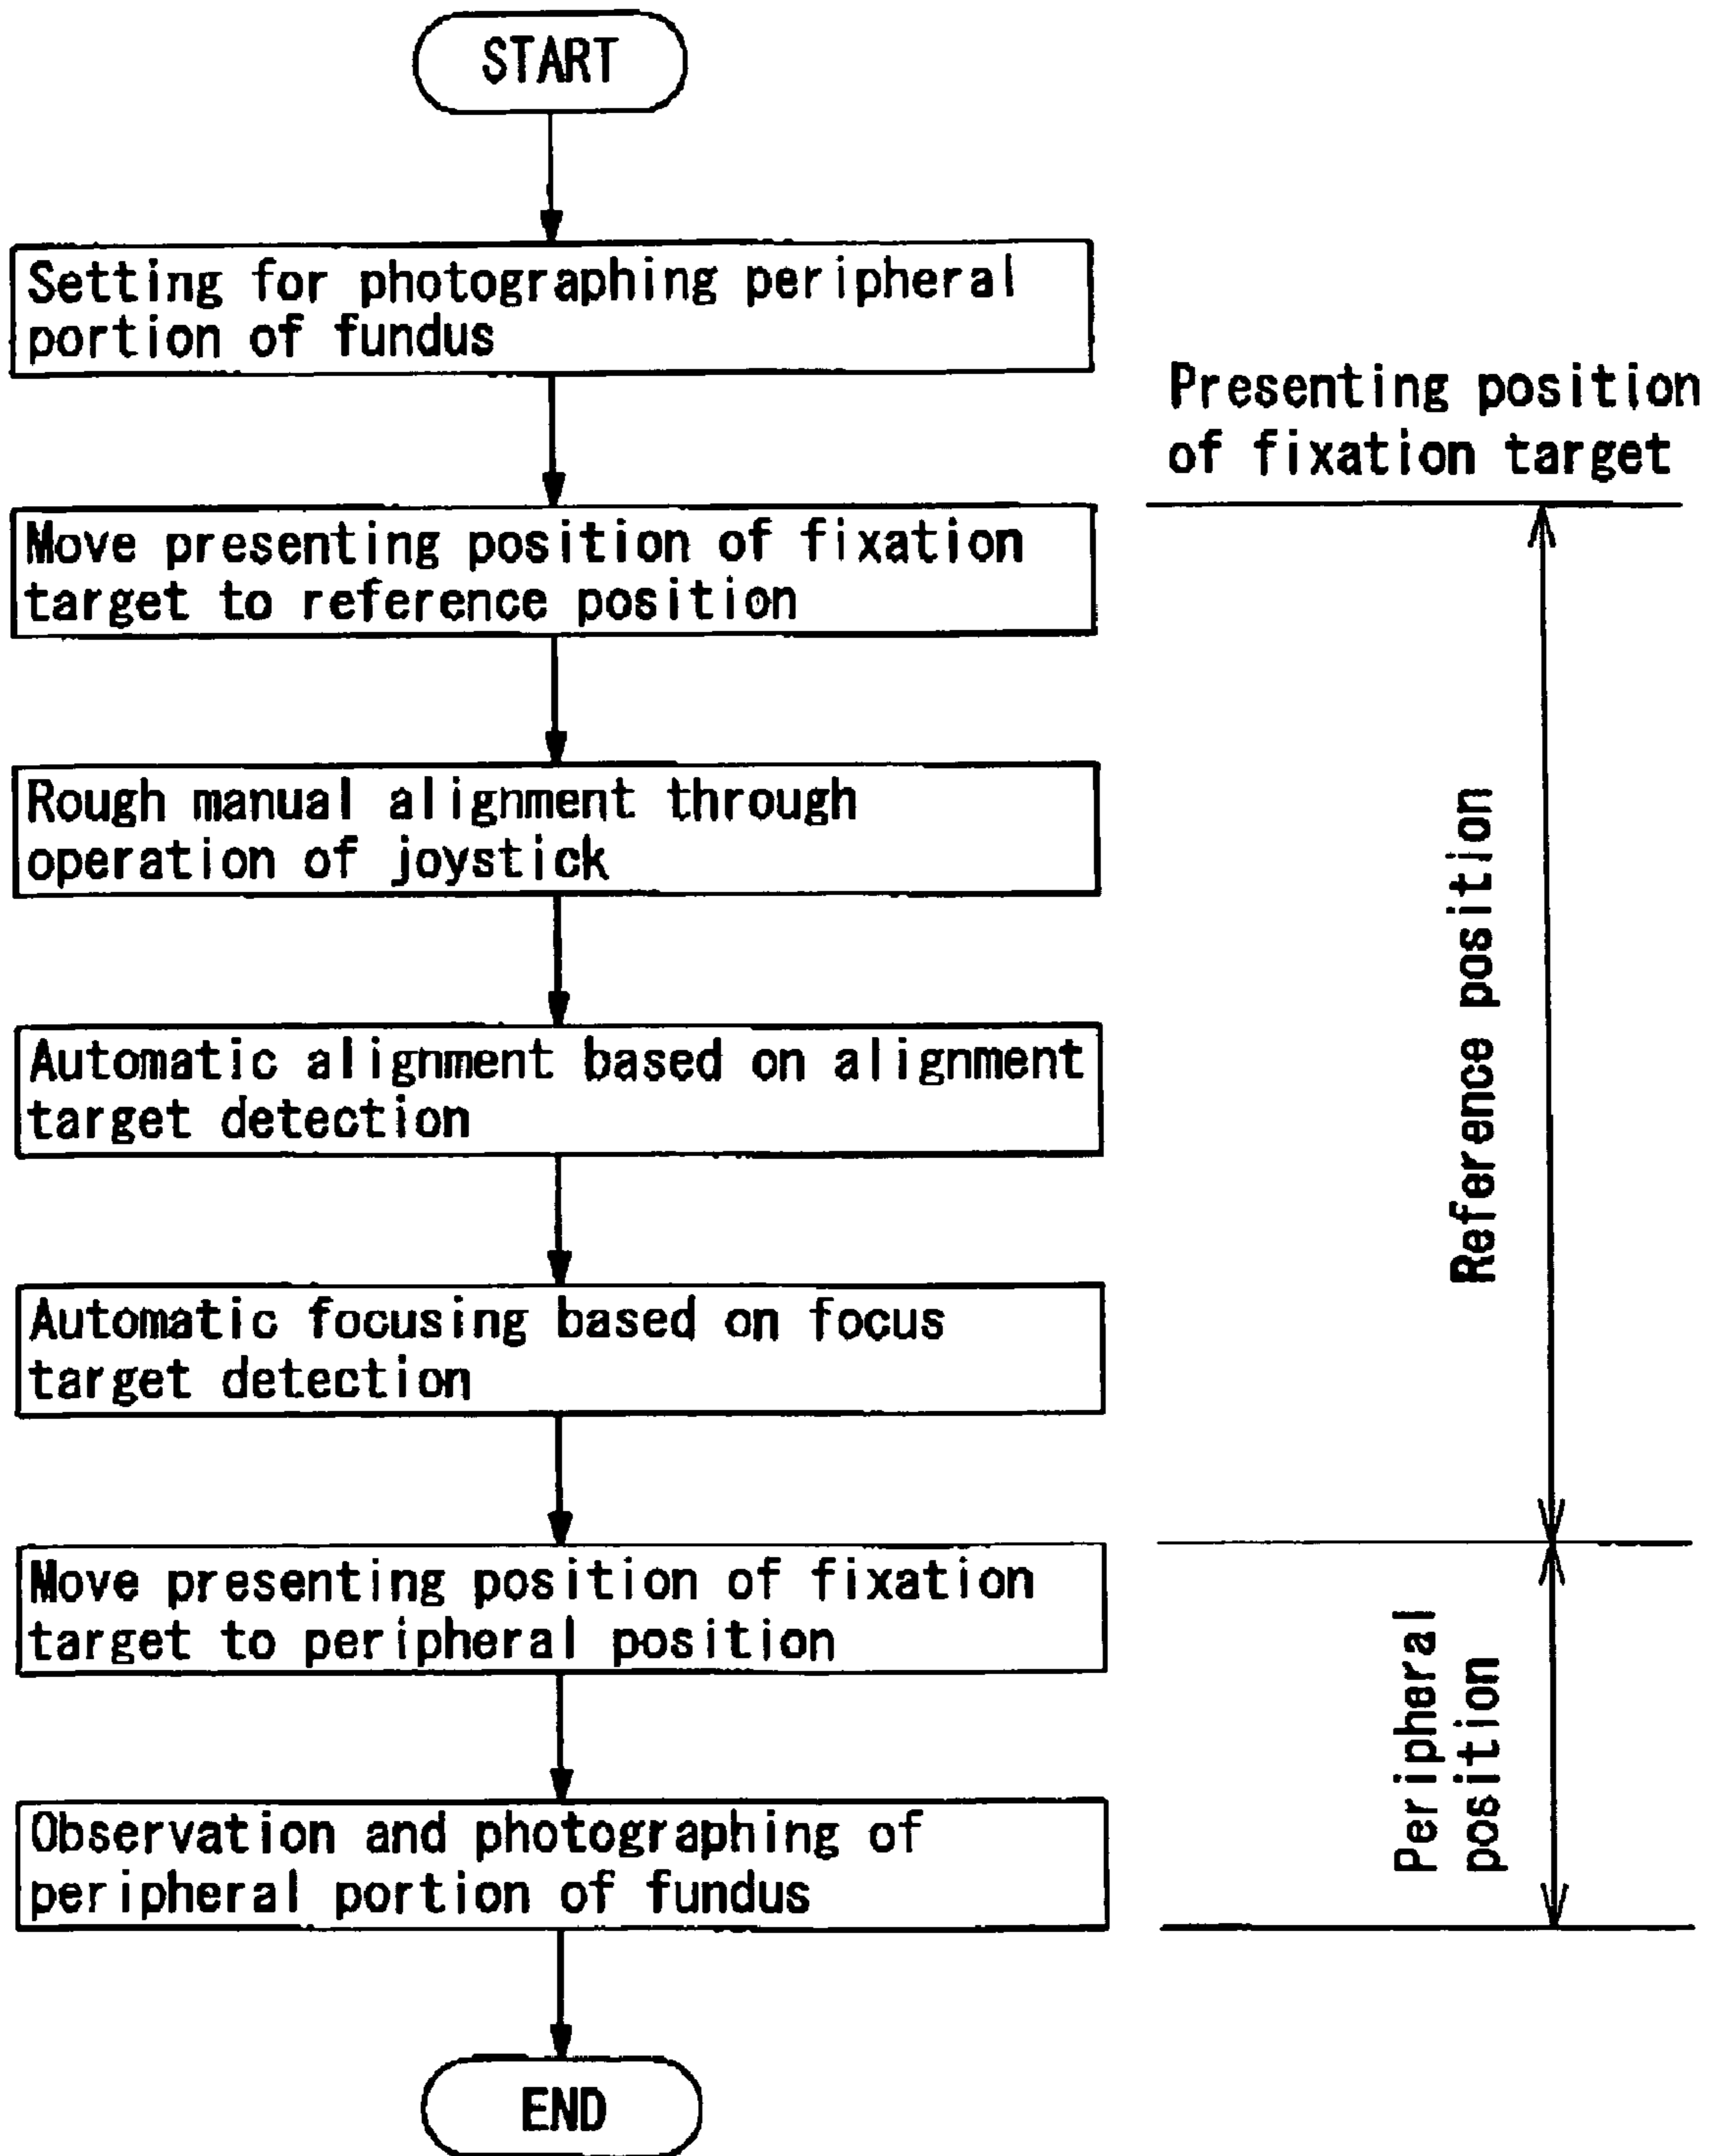 START
Setting for photographing peripheral
portion of fundus
Presenting position
of fixation target
Move presenting position of fixation
target to reference position
Rough manual alignment through
operation of joystick
Automatic alignment based on alignment
target detection
Automatic focusing based on focus
target detection
Reference position
Move presenting position of fixation
target to peripheral position
Observation and photographing of
peripheral portion of fundus
Peripheral
position
END